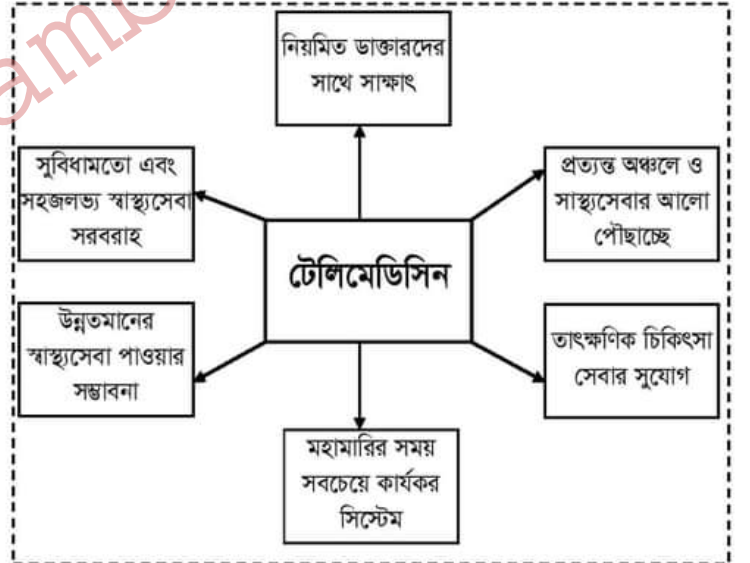 নিয়মিত ডাক্তারদের
সাথে সাক্ষাৎ
সুবিধামতো এবং
সহজলভ্য স্বাস্থ্যসেবা
সরবরাহ
প্রত্যন্ত অঞ্চলে ও
সাস্থ্যসেবার আলো
পৌছাচ্ছে
টেলিমেডিসিন
উন্নতমানের
স্বাস্থ্যসেবা পাওয়ার
সম্ভাবনা
তাৎক্ষণিক চিকিৎসা
সেবার সুযোগ
মহামারির সময়
সবচেয়ে কার্যকর
সিস্টেম